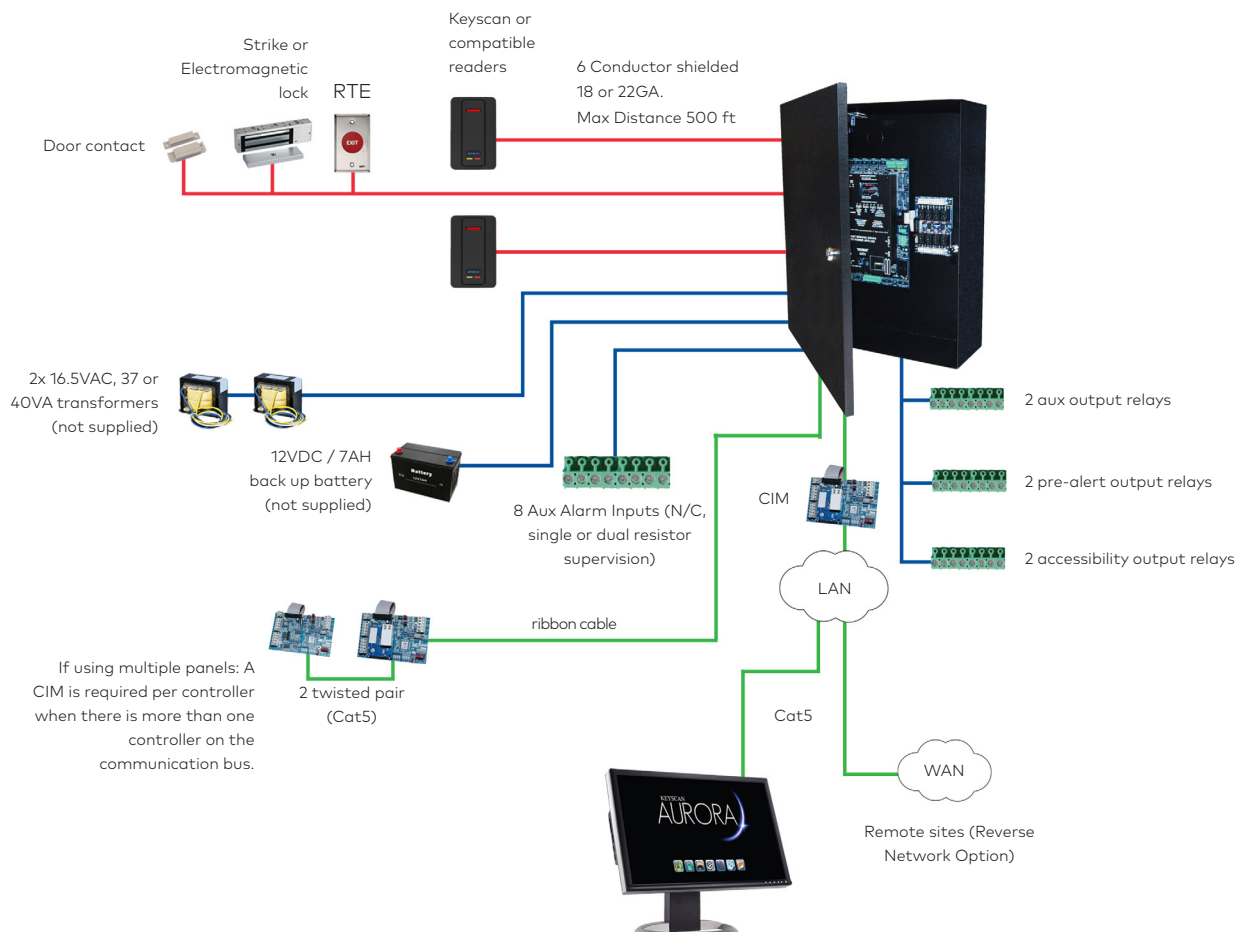 Keyscan or
compatible
readers
Strike or
Electromagnetic
lock
RTE
6 Conductor shielded
18 or 22GA.
Max Distance 500 ft
Door contact
EXIT
2x 16.5VAC, 37 or
40VA transformers
(not supplied)
12VDC / 7AH
back up battery
(not supplied)
Battery
8 Aux Alarm Inputs (N/C,
single or dual resistor
supervision)
CIM
2 aux output relays
2 pre-alert output relays
2 accessibility output relays
LAN
ribbon cable
If using multiple panels: A
CIM is required per controller
when there is more than one
controller on the
communication bus.
2 twisted pair
(Cat5)
Cat5
WAN
Remote sites (Reverse
Network Option)
KEYSCAN
AURORA